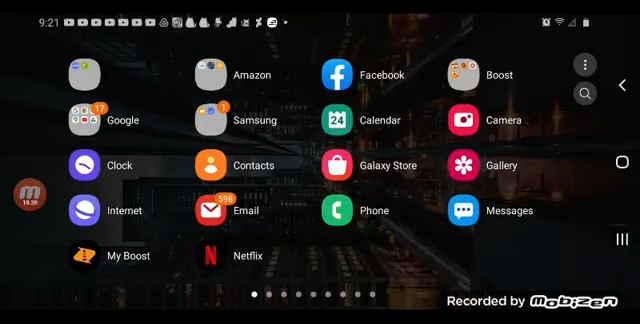 9:21
Amazon
Facebook
Boost
17
Google
1
Samsung
24
Calendar
Camera
Clock
Contacts
Galaxy Store
Gallery
18:38
Internet
598
Email
Phone
Messages
My Boost
Netflix
Recorded by Mobizen